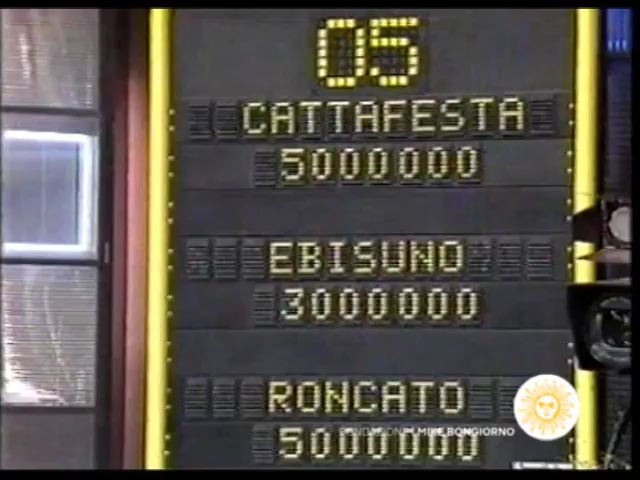 05
CATTAFESTA
5000000
EBISUNO
3000000
RONCATO
5000000
FONDAZIONE MIKE BONGIORNO